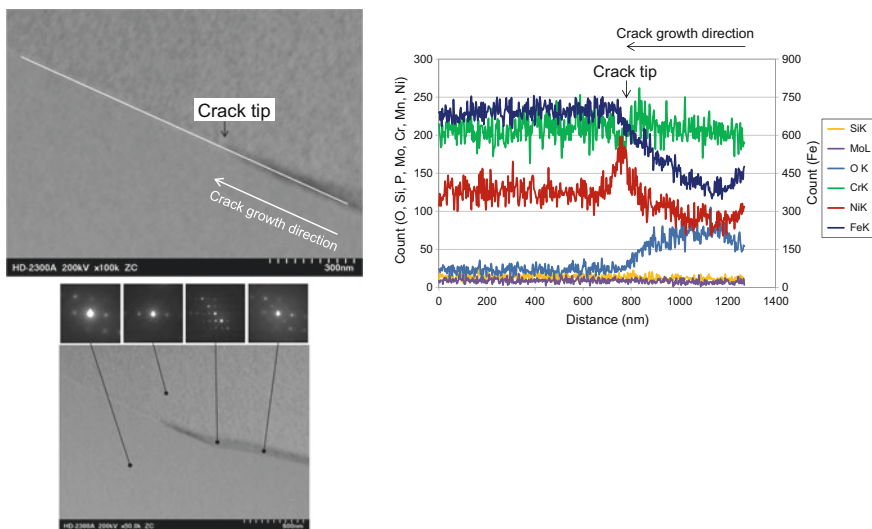 Crack tip
Crack growth direction
HD-2300A 200kV x100k ZC
300nm
HD-2300A 200kV x50.0k ZC
600nm
Crack growth direction
Crack tip
300
250
200
150
100
50
0
900
750
600
450
300
150
0
0 200 400 600 800 1000 1200 1400
Distance (nm)
Count (O, Si, P, Mo, Cr, Mn, Ni)
Count (Fe)
SiK
MoL
O K
CrK
NiK
FeK